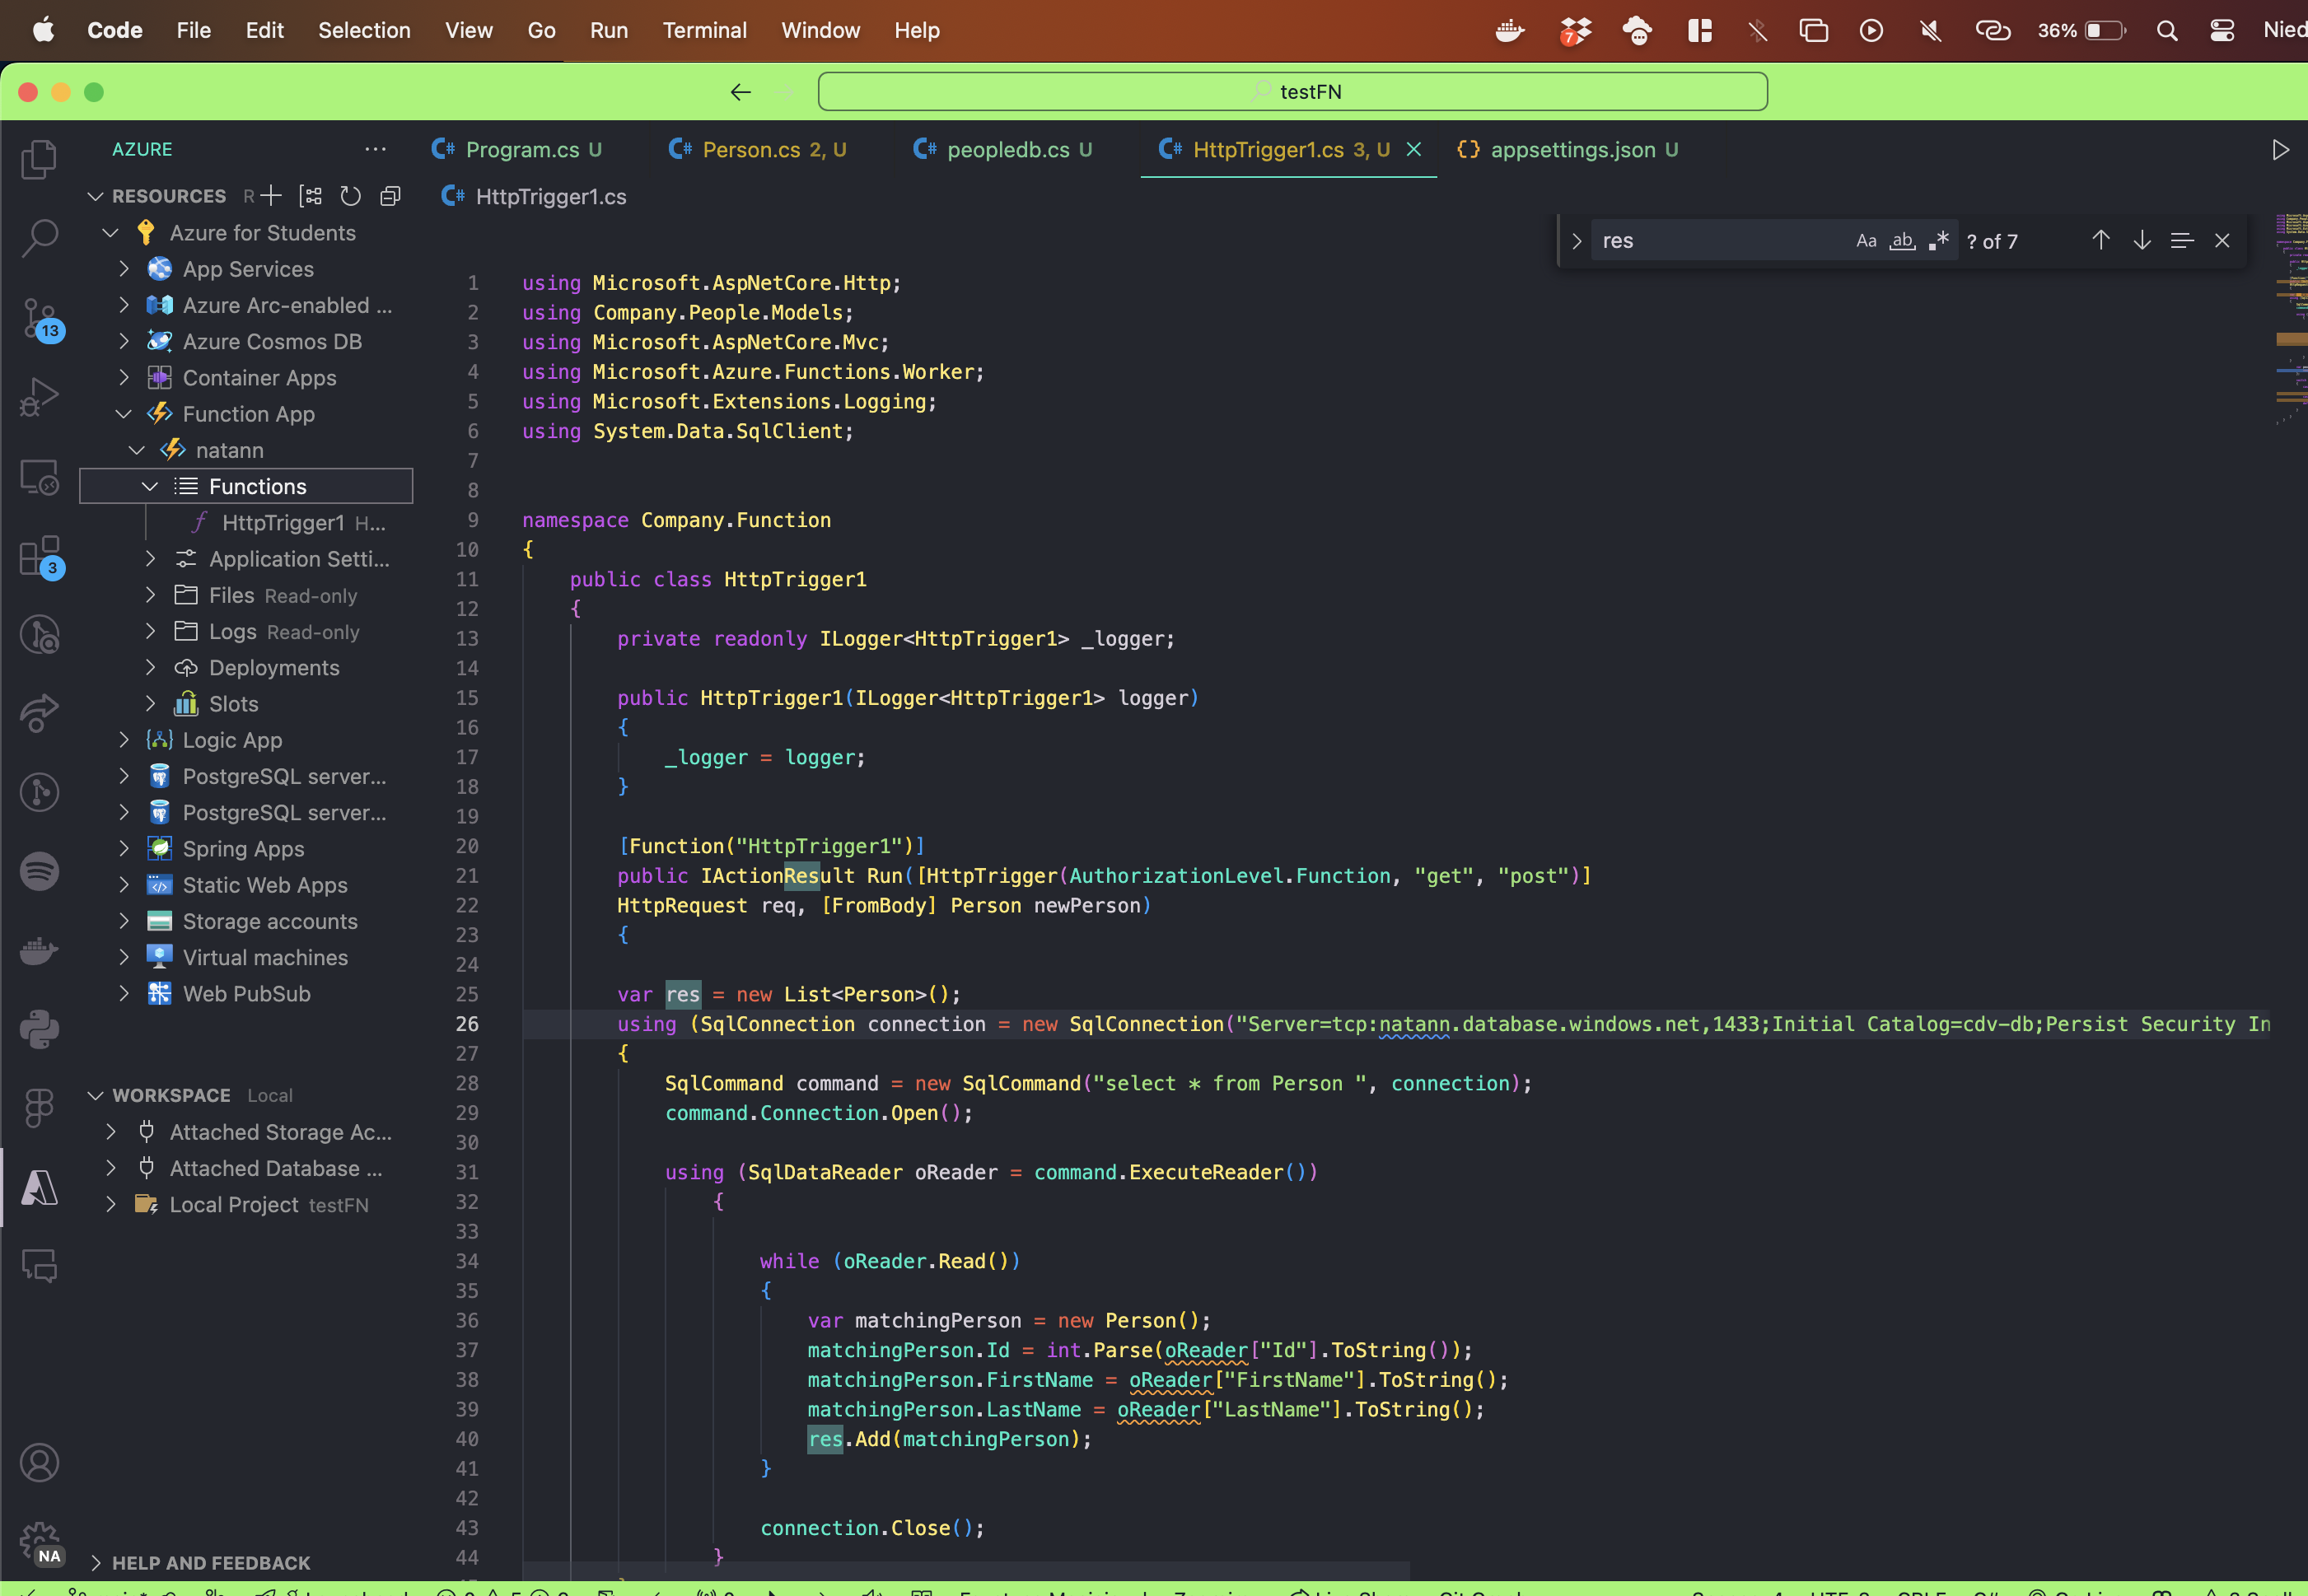 Code File Edit Selection View Go Run Terminal Window Help 7 36% Nied
testFN
AZURE ...
Program.cs U Person.cs 2, U peopledb.cs U HttpTrigger1.cs 3, U appsettings.json U
RESOURCES R
HttpTrigger1.cs
res Aa ab ? of 7
Azure for Students
App Services
Azure Arc-enabled ...
13
Azure Cosmos DB
Container Apps
Function App
natann
Functions
HttpTrigger1 H...
3
Application Setti...
Files Read-only
Logs Read-only
Deployments
Slots
Logic App
PostgreSQL server...
PostgreSQL server...
Spring Apps
Static Web Apps
Storage accounts
Virtual machines
Web PubSub
WORKSPACE Local
Attached Storage Ac...
Attached Database ...
Local Project testFN
NA
HELP AND FEEDBACK
1 using Microsoft.AspNetCore.Http;
2 using Company.People.Models;
3 using Microsoft.AspNetCore.Mvc;
4 using Microsoft.Azure.Functions.Worker;
5 using Microsoft.Extensions.Logging;
6 using System.Data.SqlClient;
7
8
9 namespace Company.Function
10 {
11 public class HttpTrigger1
12 {
13 private readonly ILogger<HttpTrigger1> _logger;
14
15 public HttpTrigger1(ILogger<HttpTrigger1> logger)
16 {
17 _logger = logger;
18 }
19
20 [Function("HttpTrigger1")]
21 public IActionResult Run([HttpTrigger(AuthorizationLevel.Function, "get", "post")]
22 HttpRequest req, [FromBody] Person newPerson)
23 {
24
25 var res = new List<Person>();
26 using (SqlConnection connection = new SqlConnection("Server=tcp:natann.database.windows.net,1433;Initial Catalog=cdv-db;Persist Security In
27 {
28 SqlCommand command = new SqlCommand("select * from Person ", connection);
29 command.Connection.Open();
30
31 using (SqlDataReader oReader = command.ExecuteReader())
32 {
33
34 while (oReader.Read())
35 {
36 var matchingPerson = new Person();
37 matchingPerson.Id = int.Parse(oReader["Id"].ToString());
38 matchingPerson.FirstName = oReader["FirstName"].ToString();
39 matchingPerson.LastName = oReader["LastName"].ToString();
40 res.Add(matchingPerson);
41 }
42
43 connection.Close();
44 }